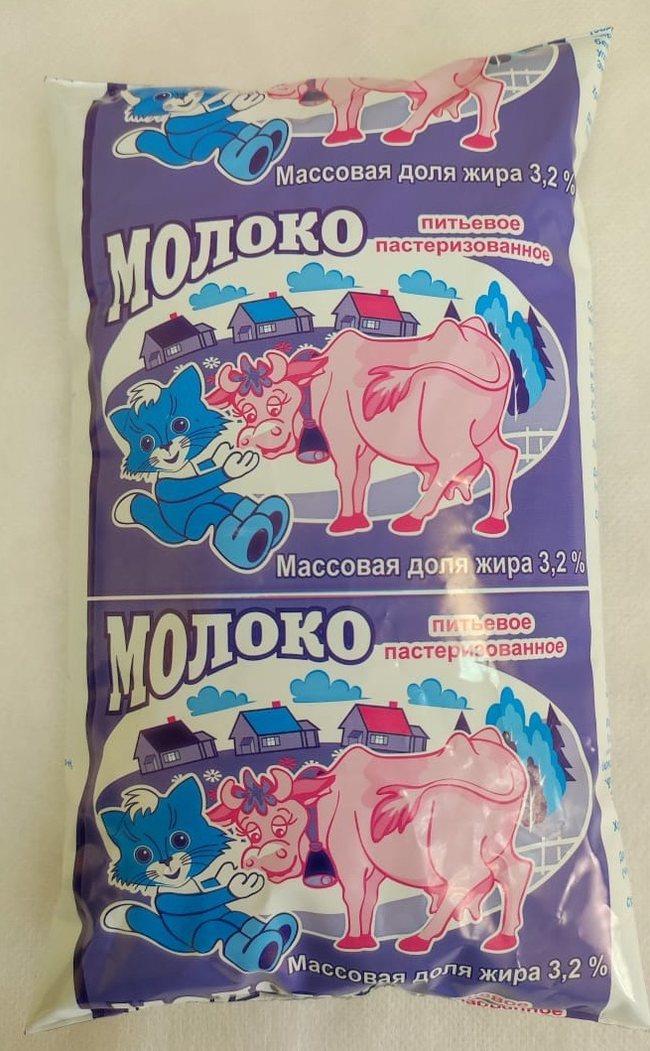 Массовая доля жира 3,2 %
МОЛОКО
питьевое
пастеризованное
Массовая доля жира 3,2 %
МОЛОКО
питьевое
пастеризованное
Массовая доля жира 3,2 %